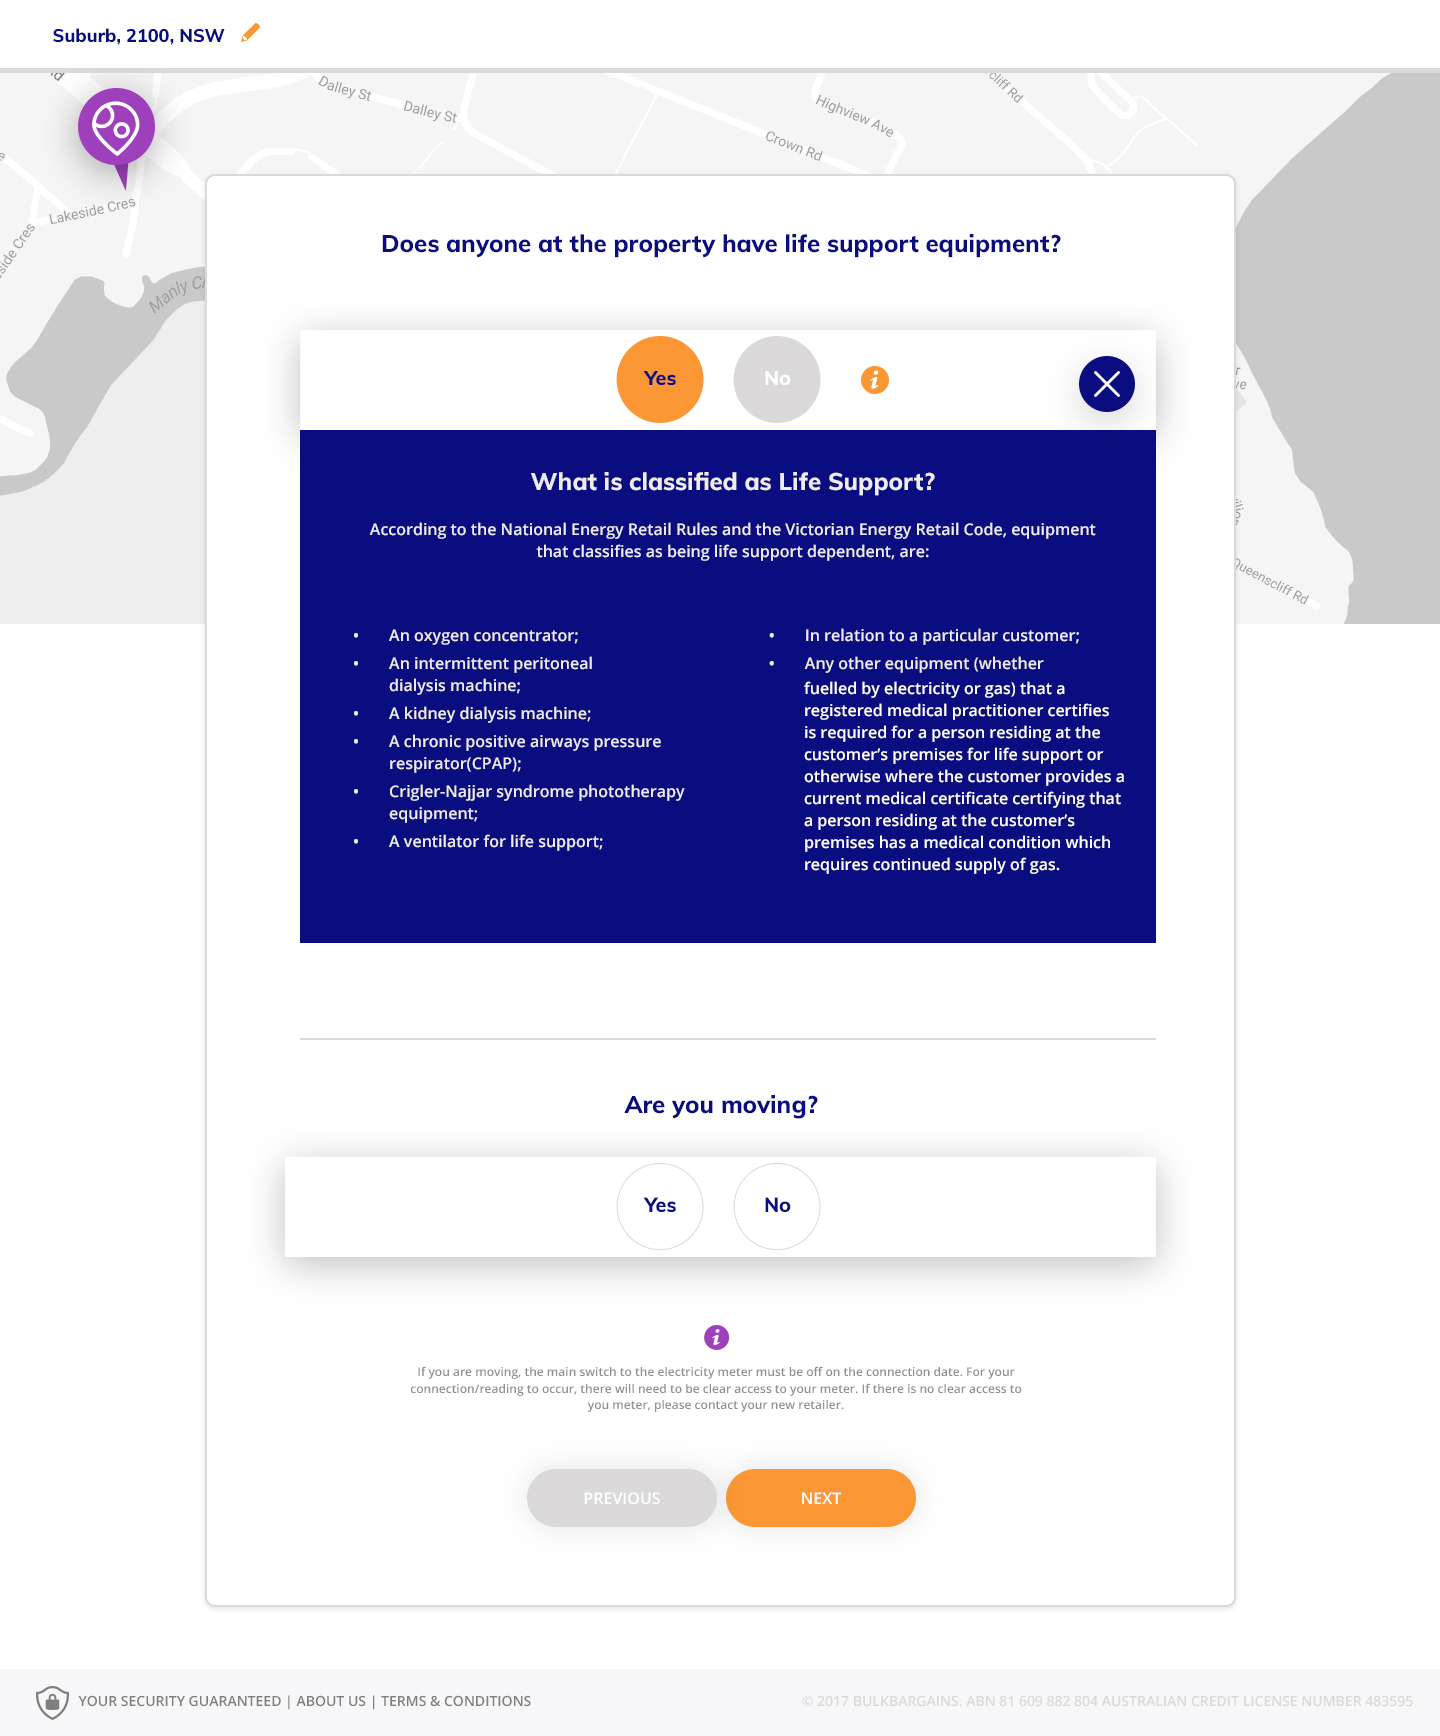 Suburb, 2100, NSW
Dalley St
Dalley St
Highview Ave
Crown Rd
cliff Rd
Lakeside Cres
side Cres
Manly
Queenscliff Rd
Does anyone at the property have life support equipment?
Yes
No
i
What is classified as Life Support?
According to the National Energy Retail Rules and the Victorian Energy Retail Code, equipment
that classifies as being life support dependent, are:
• An oxygen concentrator;
• An intermittent peritoneal
dialysis machine;
• A kidney dialysis machine;
• A chronic positive airways pressure
respirator(CPAP);
• Crigler-Najjar syndrome phototherapy
equipment;
• A ventilator for life support;
• In relation to a particular customer;
• Any other equipment (whether
fuelled by electricity or gas) that a
registered medical practitioner certifies
is required for a person residing at the
customer’s premises for life support or
otherwise where the customer provides a
current medical certificate certifying that
a person residing at the customer’s
premises has a medical condition which
requires continued supply of gas.
Are you moving?
Yes
No
i
If you are moving, the main switch to the electricity meter must be off on the connection date. For your
connection/reading to occur, there will need to be clear access to your meter. If there is no clear access to
you meter, please contact your new retailer.
PREVIOUS
NEXT
YOUR SECURITY GUARANTEED | ABOUT US | TERMS & CONDITIONS
© 2017 BULKBARGAINS. ABN 81 609 882 804 AUSTRALIAN CREDIT LICENSE NUMBER 483595